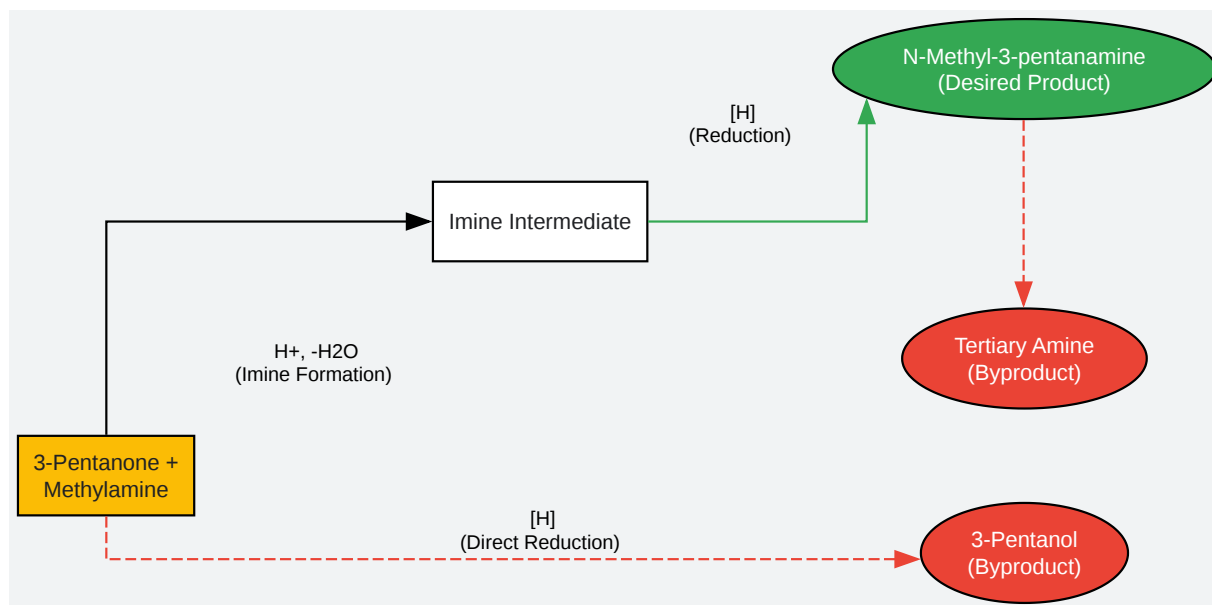 N-Methyl-3-pentanamine
(Desired Product)
[H]
(Reduction)
Imine Intermediate
H+, -H2O
(Imine Formation)
Tertiary Amine
(Byproduct)
3-Pentanone +
Methylamine
[H]
(Direct Reduction)
3-Pentanol
(Byproduct)